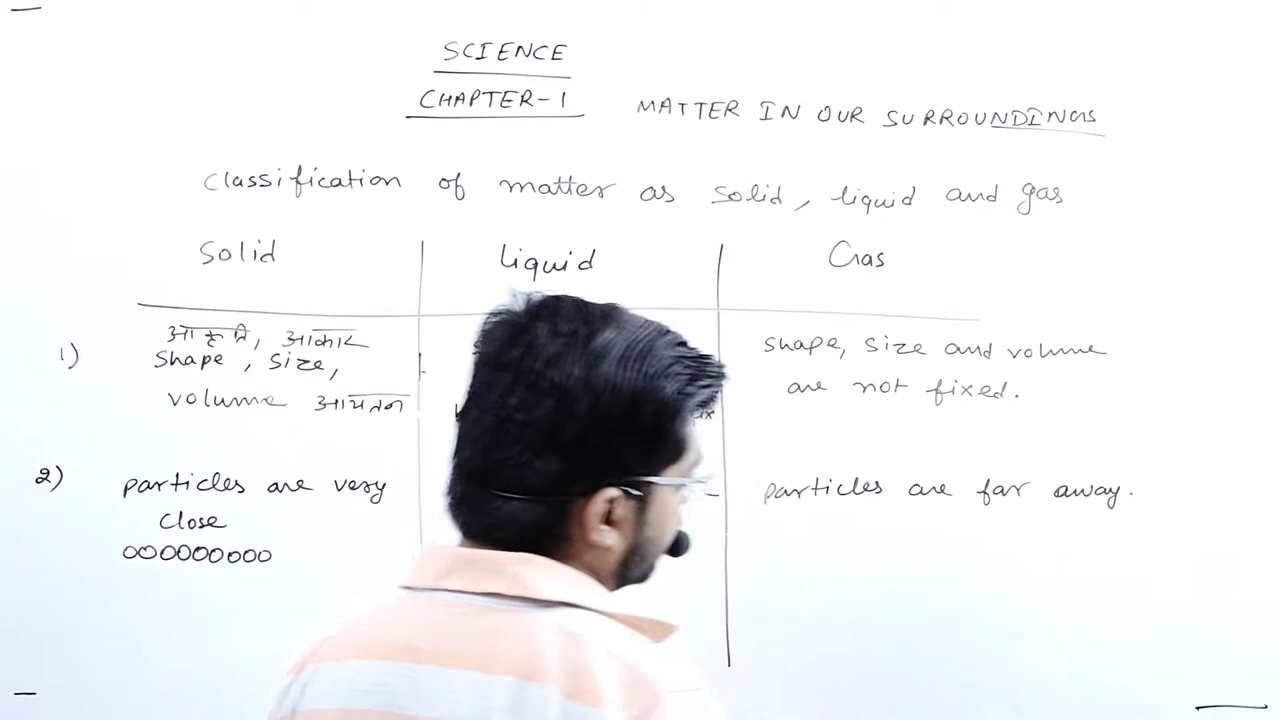 SCIENCE
CHAPTER-1 MATTER IN OUR SURROUNDINGS
Classification of matter as solid, liquid and gas
Solid liquid Gas
1) आकृति, आकार
shape, size,
volume आयतन
shape, size and volume
are not fixed.
2) particles are very
close
particles are far away.